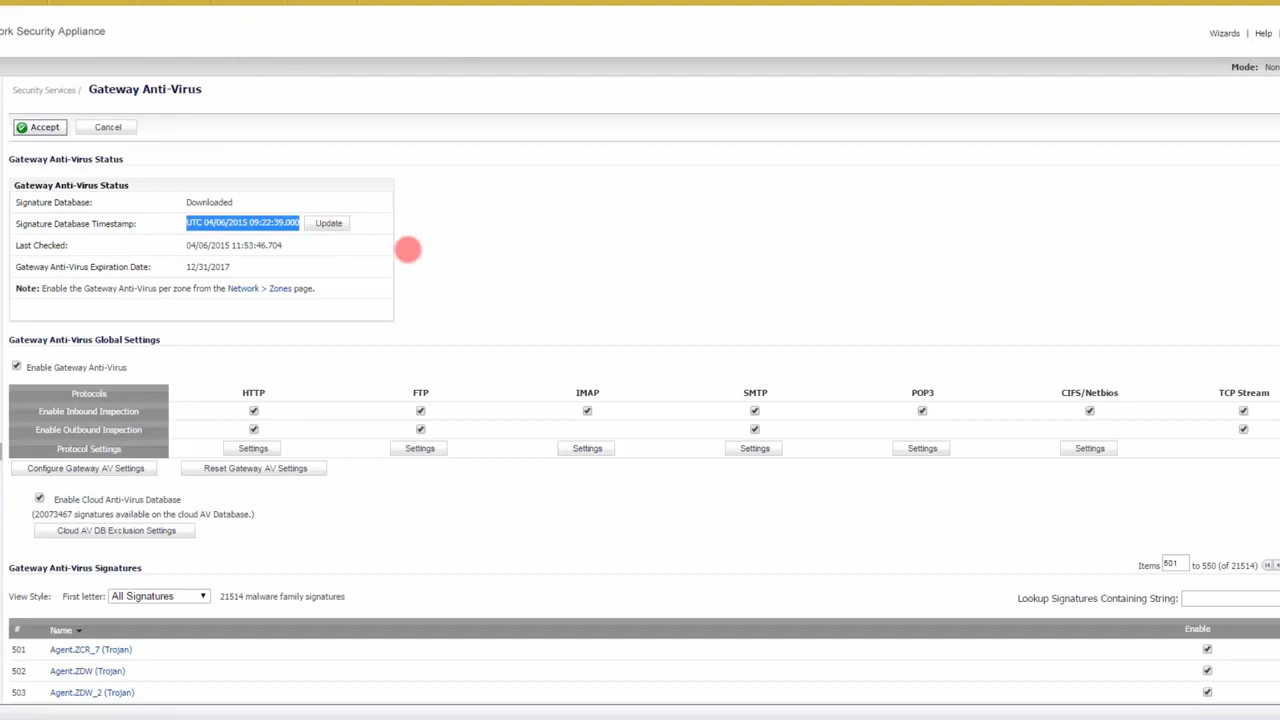 ork Security Appliance
Wizards | Help |
Mode: Non
Security Services / Gateway Anti-Virus
Accept Cancel
Gateway Anti-Virus Status
Gateway Anti-Virus Status
Signature Database: Downloaded
Signature Database Timestamp: UTC 04/06/2015 09:22:39.000 Update
Last Checked: 04/06/2015 11:53:46.704
Gateway Anti-Virus Expiration Date: 12/31/2017
Note: Enable the Gateway Anti-Virus per zone from the Network > Zones page.
Gateway Anti-Virus Global Settings
Enable Gateway Anti-Virus
Protocols HTTP FTP IMAP SMTP POP3 CIFS/Netbios TCP Stream
Enable Inbound Inspection
Enable Outbound Inspection
Protocol Settings Settings Settings Settings Settings Settings Settings
Configure Gateway AV Settings Reset Gateway AV Settings
Enable Cloud Anti-Virus Database
(20073467 signatures available on the cloud AV Database.)
Cloud AV DB Exclusion Settings
Gateway Anti-Virus Signatures
Items 501 to 550 (of 21514)
View Style: First letter: All Signatures 21514 malware family signatures
Lookup Signatures Containing String:
# Name Enable
501 Agent.ZCR_7 (Trojan)
502 Agent.ZDW (Trojan)
503 Agent.ZDW_2 (Trojan)